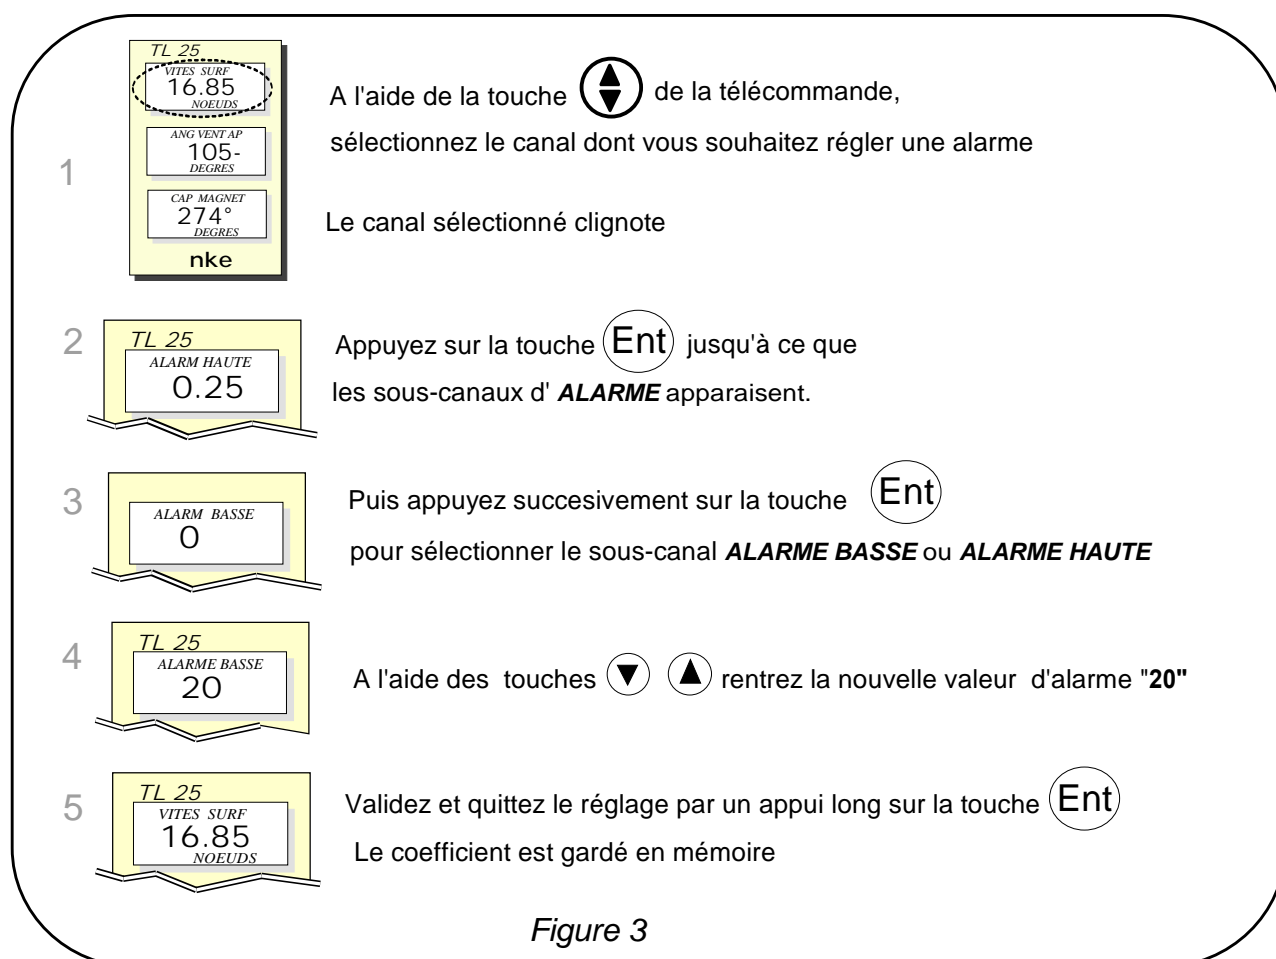 TL 25
VITES SURF
16.85
NOEUDS
ANG VENT AP
105-
DEGRES
CAP MAGNET
274°
DEGRES
nke
1
A l'aide de la touche de la télécommande,
sélectionnez le canal dont vous souhaitez régler une alarme
Le canal sélectionné clignote
2
TL 25
ALARM HAUTE
0.25
Appuyez sur la touche Ent jusqu'à ce que
les sous-canaux d' ALARME apparaisent.
3
ALARM BASSE
0
Puis appuyez succesivement sur la touche Ent
pour sélectionner le sous-canal ALARME BASSE ou ALARME HAUTE
4
TL 25
ALARME BASSE
20
A l'aide des touches rentrez la nouvelle valeur d'alarme "20"
5
TL 25
VITES SURF
16.85
NOEUDS
Validez et quittez le réglage par un appui long sur la touche Ent
Le coefficient est gardé en mémoire
Figure 3